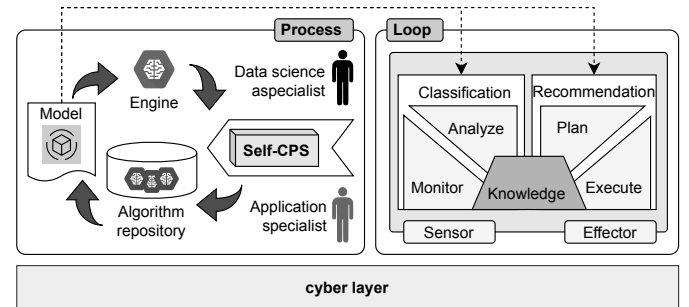 Process
Loop
Engine
Data science
aspecialist
Model
Self-CPS
Algorithm
repository
Application
specialist
Classification
Recommendation
Analyze
Plan
Monitor
Knowledge
Execute
Sensor
Effector
cyber layer